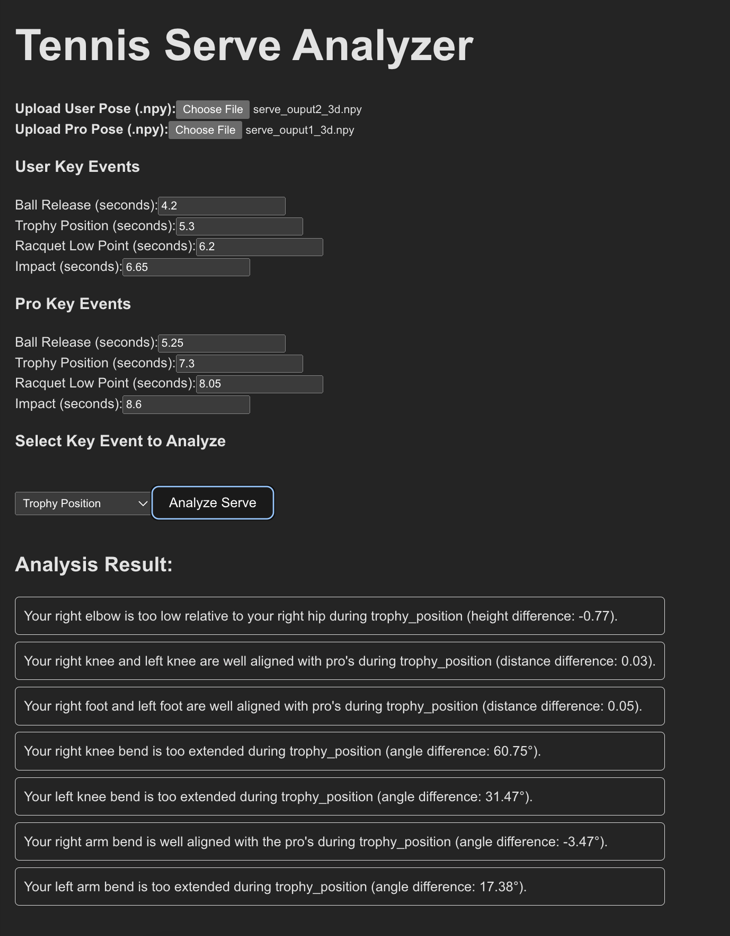 Tennis Serve Analyzer
Upload User Pose (.npy): Choose File serve_ouput2_3d.npy
Upload Pro Pose (.npy): Choose File serve_ouput1_3d.npy
User Key Events
Ball Release (seconds): 4.2
Trophy Position (seconds): 5.3
Racquet Low Point (seconds): 6.2
Impact (seconds): 6.65
Pro Key Events
Ball Release (seconds): 5.25
Trophy Position (seconds): 7.3
Racquet Low Point (seconds): 8.05
Impact (seconds): 8.6
Select Key Event to Analyze
Trophy Position Analyze Serve
Analysis Result:
Your right elbow is too low relative to your right hip during trophy_position (height difference: -0.77).
Your right knee and left knee are well aligned with pro's during trophy_position (distance difference: 0.03).
Your right foot and left foot are well aligned with pro's during trophy_position (distance difference: 0.05).
Your right knee bend is too extended during trophy_position (angle difference: 60.75°).
Your left knee bend is too extended during trophy_position (angle difference: 31.47°).
Your right arm bend is well aligned with the pro's during trophy_position (angle difference: -3.47°).
Your left arm bend is too extended during trophy_position (angle difference: 17.38°).